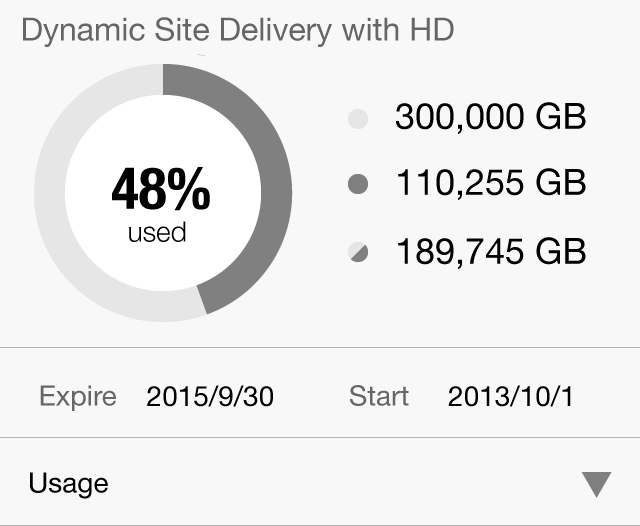 Dynamic Site Delivery with HD
48%
used
300,000 GB
110,255 GB
189,745 GB
Expire 2015/9/30 Start 2013/10/1
Usage